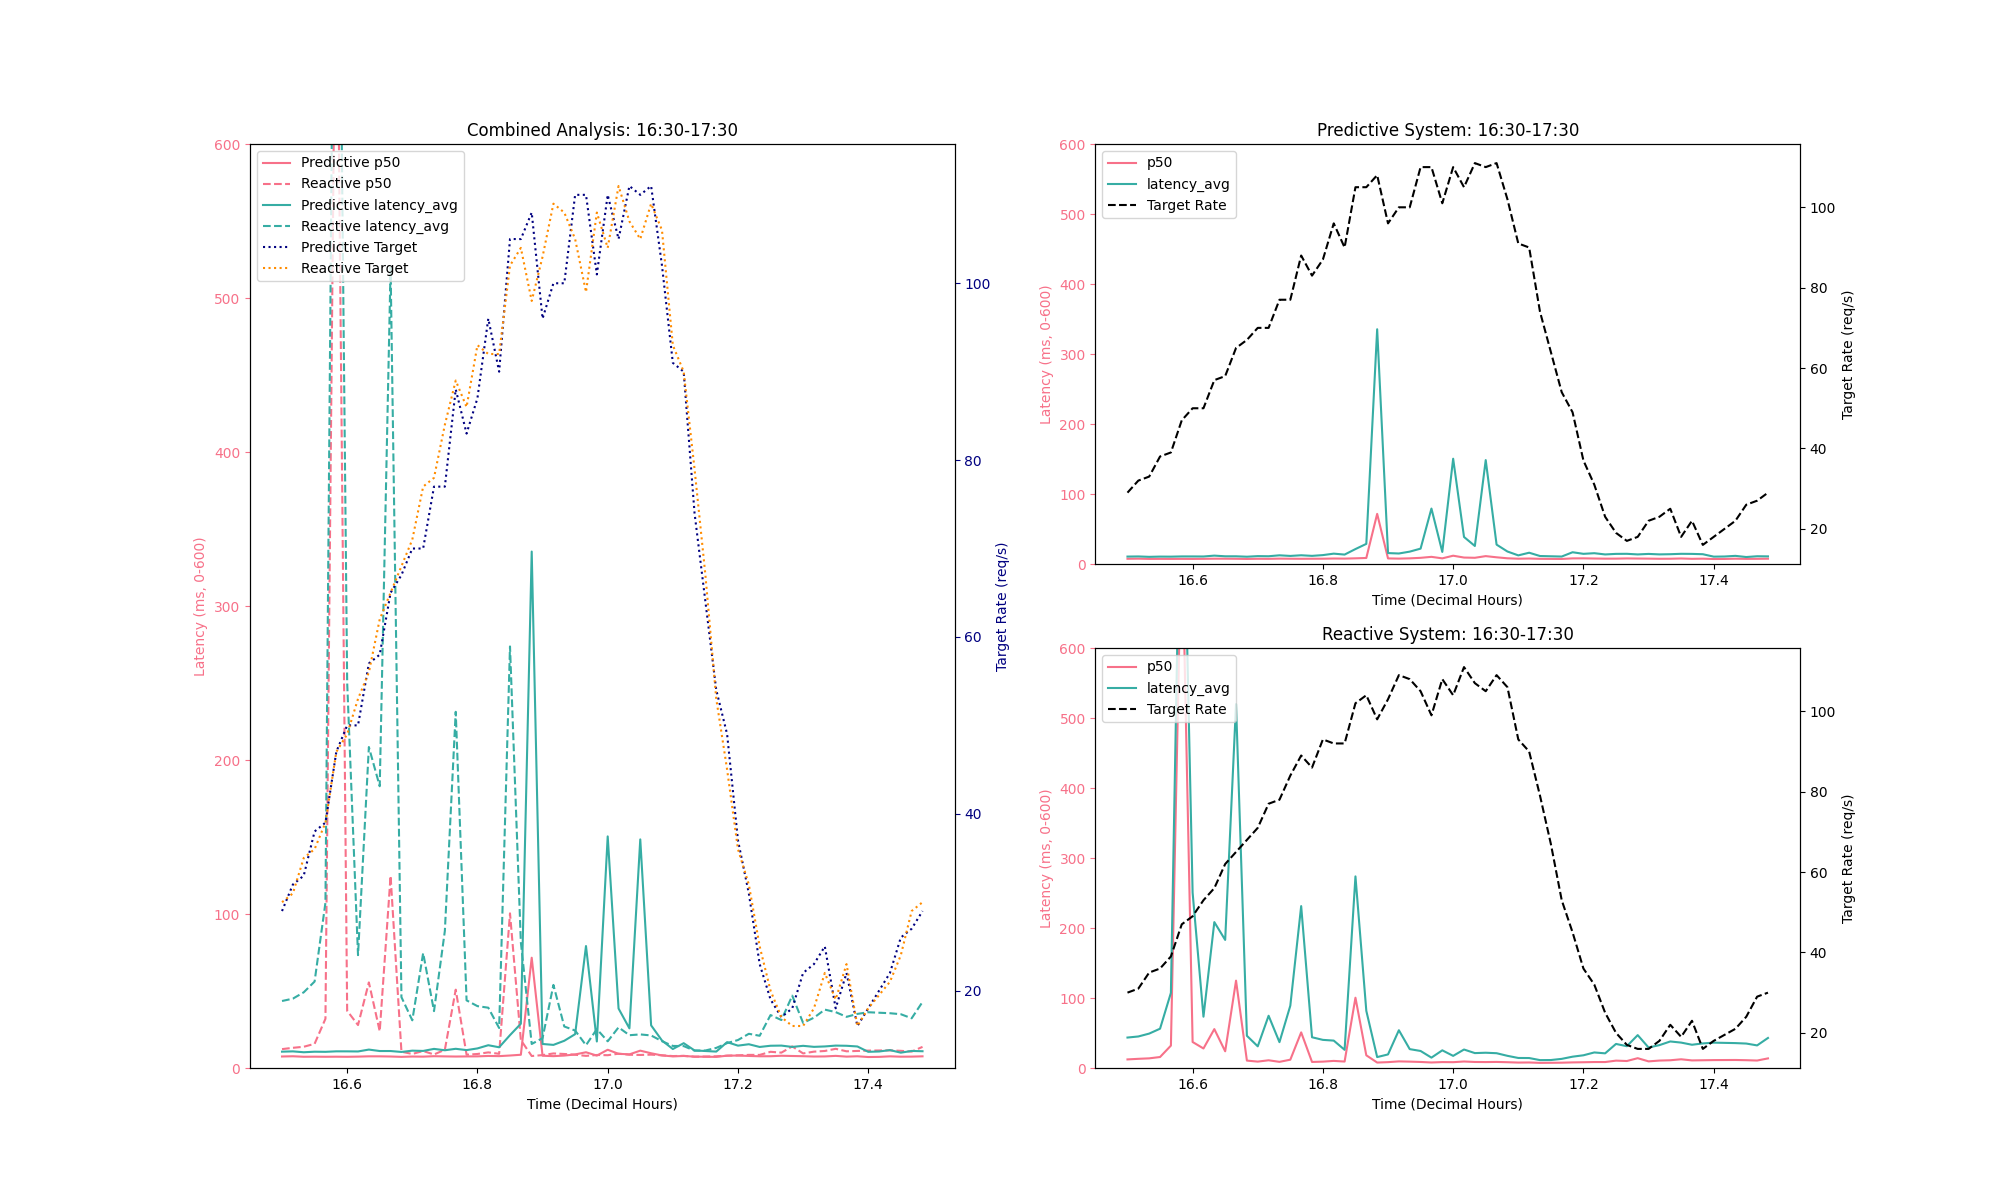 Combined Analysis: 16:30-17:30
Predictive p50
Reactive p50
Predictive latency_avg
Reactive latency_avg
Predictive Target
Reactive Target
600
500
400
300
200
100
0
Latency (ms, 0-600)
100
80
60
40
20
Target Rate (req/s)
16.6 16.8 17.0 17.2 17.4
Time (Decimal Hours)
Predictive System: 16:30-17:30
p50
latency_avg
Target Rate
600
500
400
300
200
100
0
Latency (ms, 0-600)
100
80
60
40
20
Target Rate (req/s)
16.6 16.8 17.0 17.2 17.4
Time (Decimal Hours)
Reactive System: 16:30-17:30
p50
latency_avg
Target Rate
600
500
400
300
200
100
0
Latency (ms, 0-600)
100
80
60
40
20
Target Rate (req/s)
16.6 16.8 17.0 17.2 17.4
Time (Decimal Hours)